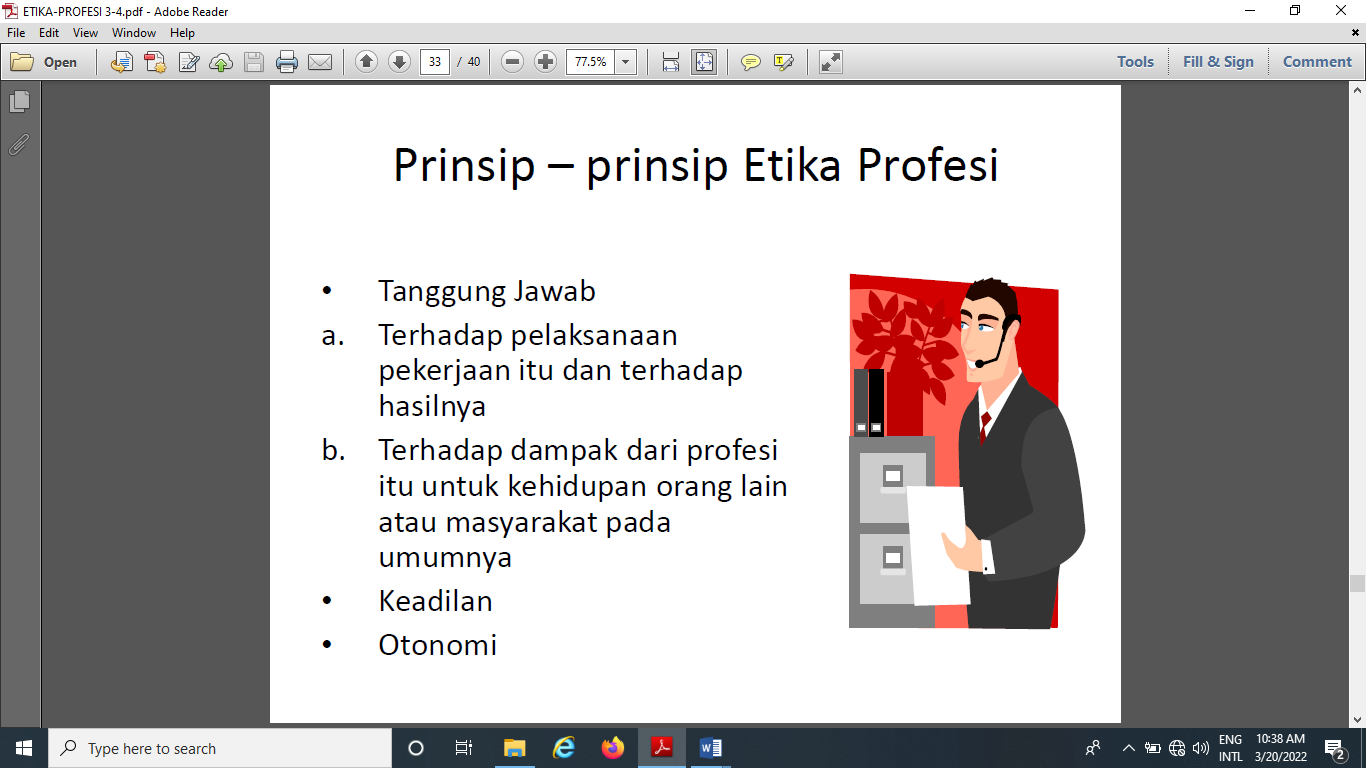 ETIKA-PROFESI 3-4.pdf - Adobe Reader
File Edit View Window Help
Open 33 / 40 77.5% Tools Fill & Sign Comment
Prinsip – prinsip Etika Profesi
• Tanggung Jawab
a. Terhadap pelaksanaan
pekerjaan itu dan terhadap
hasilnya
b. Terhadap dampak dari profesi
itu untuk kehidupan orang lain
atau masyarakat pada
umumnya
• Keadilan
• Otonomi
Type here to search
ENG 10:38 AM
INTL 3/20/2022 2